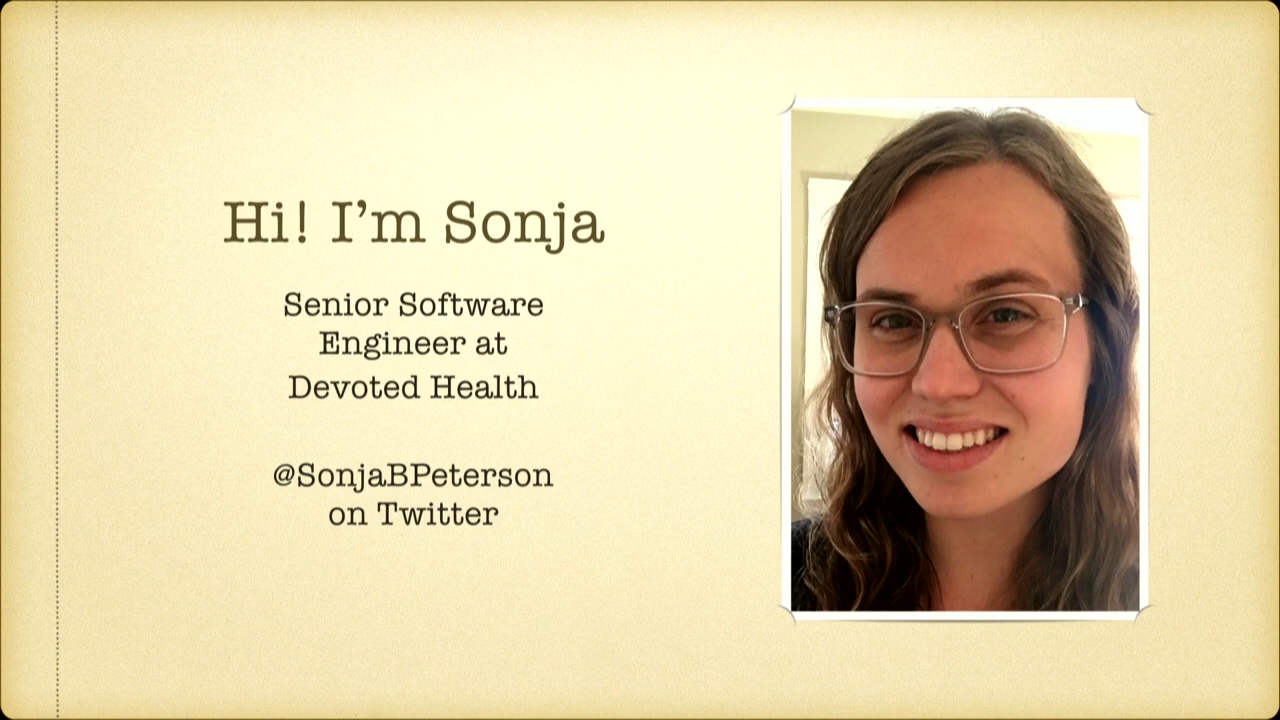 Hi! I'm Sonja
Senior Software
Engineer at
Devoted Health
@SonjaBPeterson
on Twitter